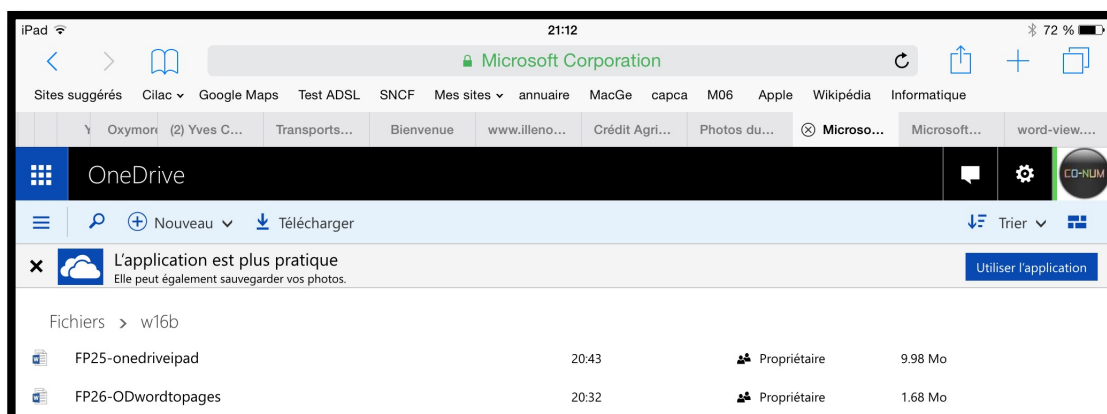 iPad 21:12 72 %
Microsoft Corporation
Sites suggérés Cilac Google Maps Test ADSL SNCF Mes sites annuaire MacGe capca M06 Apple Wikipédia Informatique
Y Oxymor (2) Yves C... Transports... Bienvenue www.illeno... Crédit Agri... Photos du... Microso... Microsoft... word-view....
OneDrive CO-NUM
Nouveau Télécharger Trier
L'application est plus pratique
Elle peut également sauvegarder vos photos.
Utiliser l'application
Fichiers > w16b
FP25-onedriveipad 20:43 Propriétaire 9.98 Mo
FP26-ODwordtopages 20:32 Propriétaire 1.68 Mo